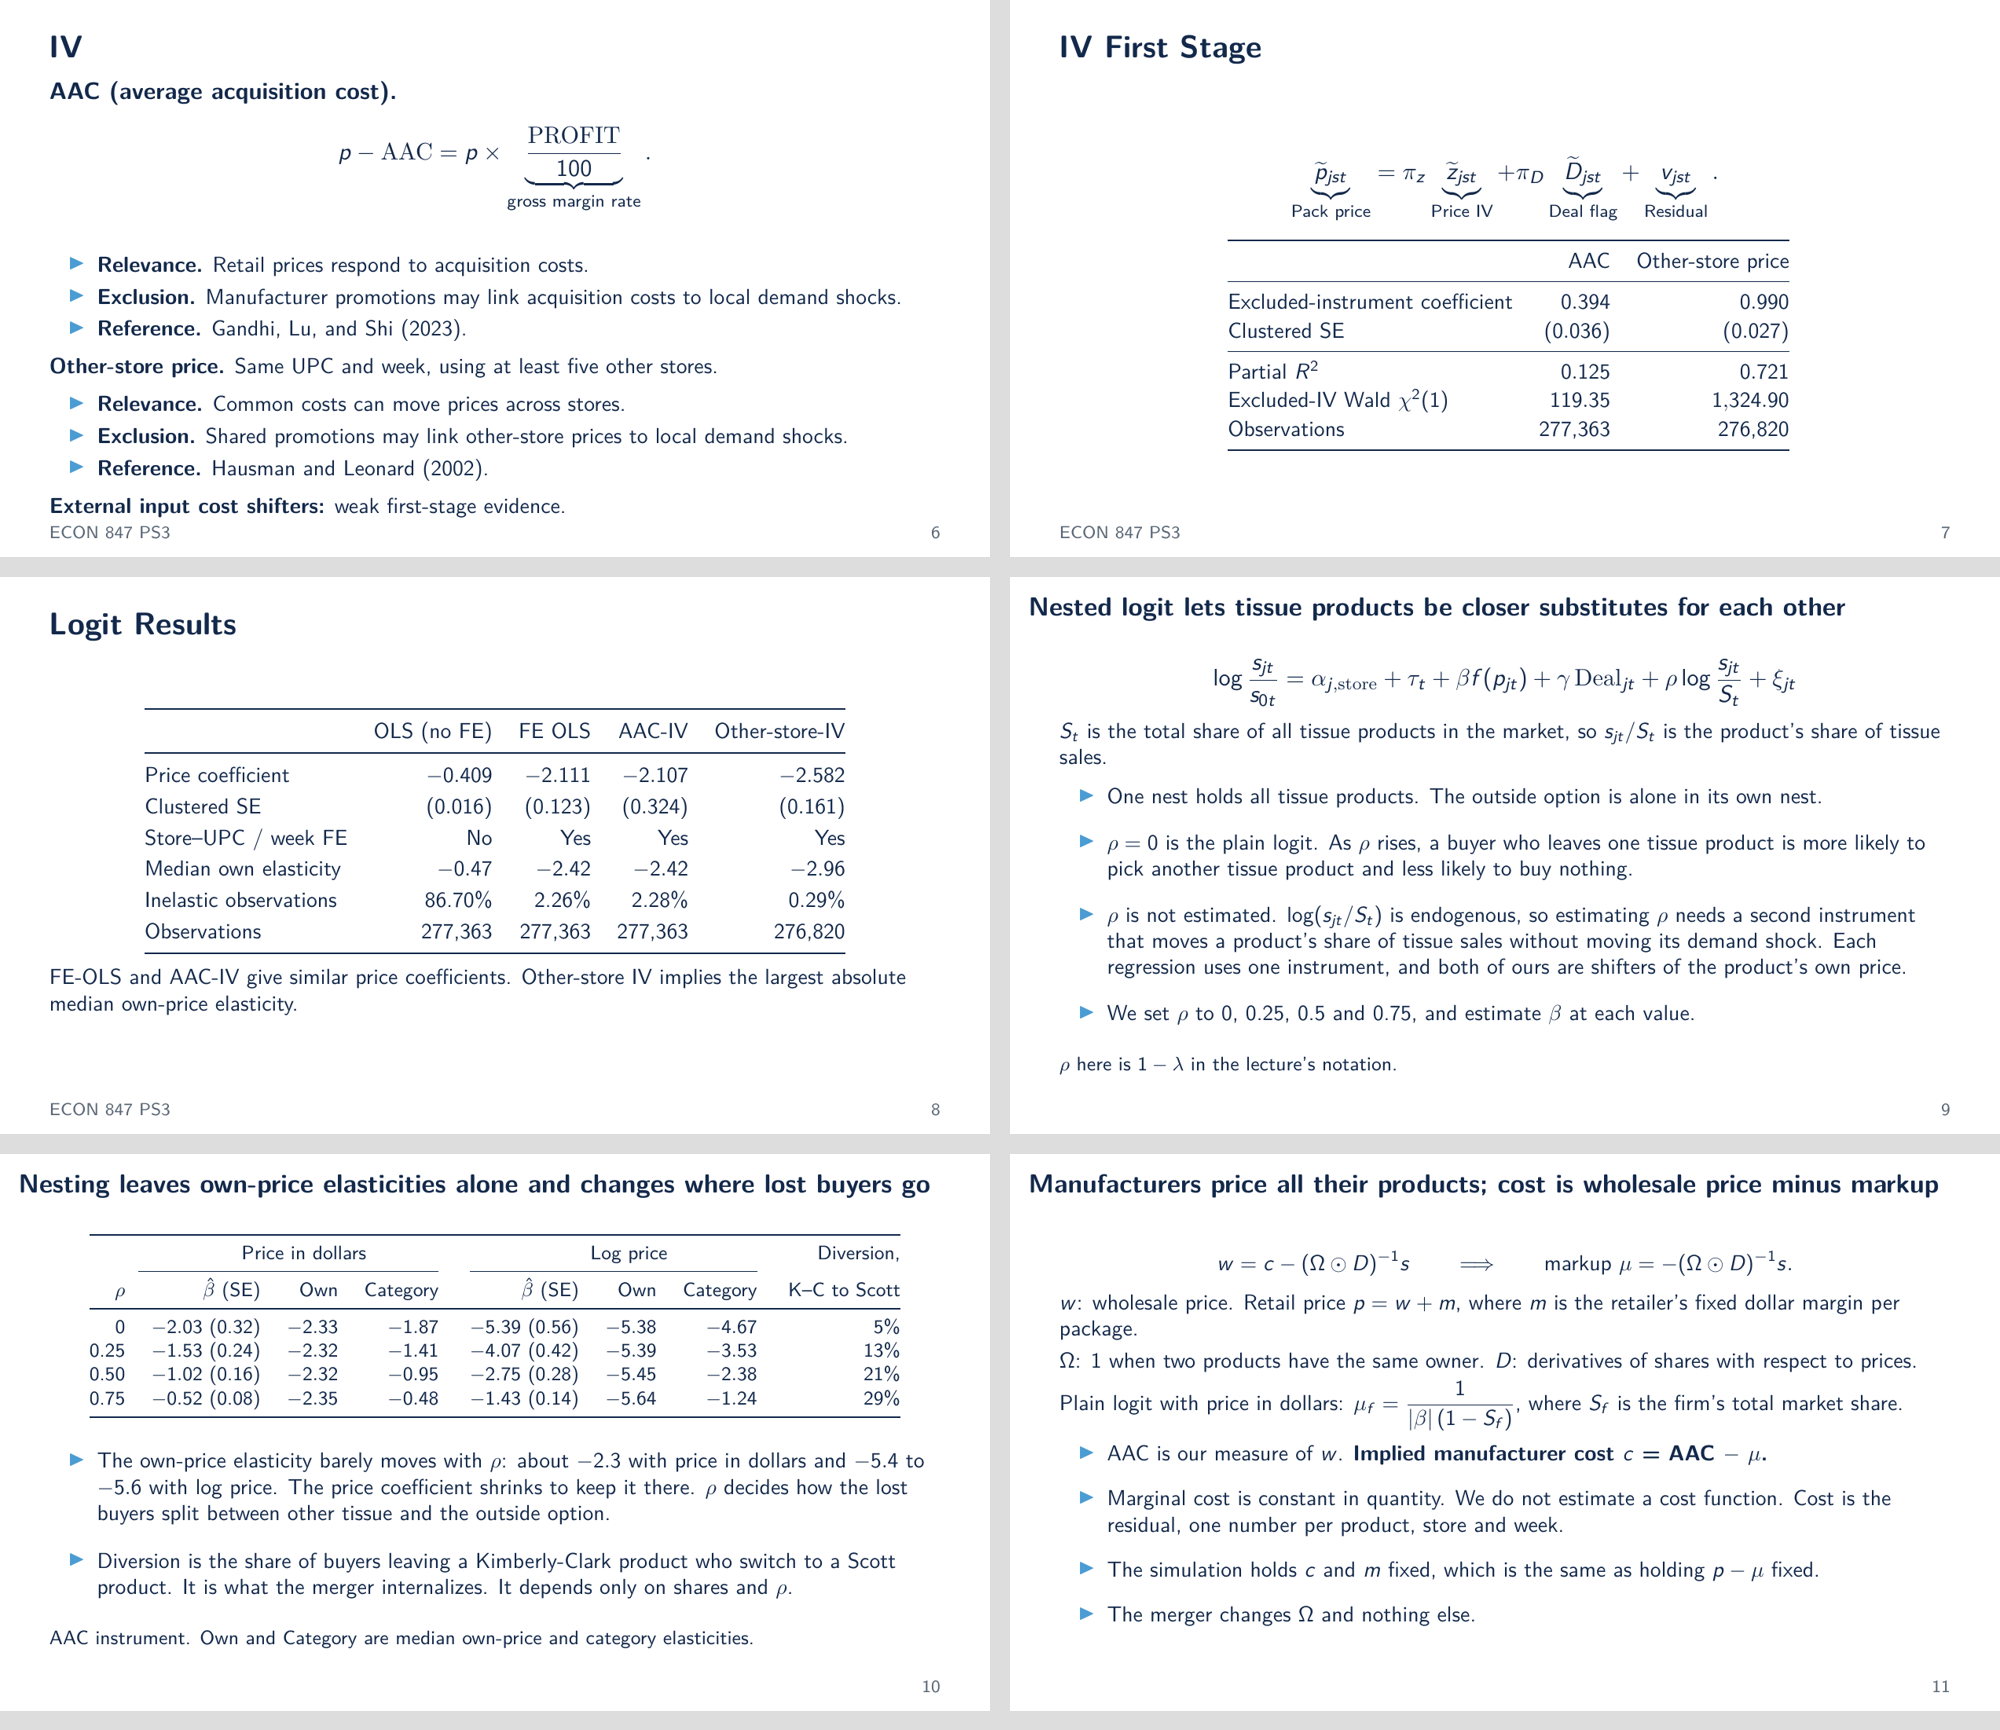 IV
AAC (average acquisition cost).
p − AAC = p × PROFIT / 100 .
gross margin rate
▶ Relevance. Retail prices respond to acquisition costs.
▶ Exclusion. Manufacturer promotions may link acquisition costs to local demand shocks.
▶ Reference. Gandhi, Lu, and Shi (2023).
Other-store price. Same UPC and week, using at least five other stores.
▶ Relevance. Common costs can move prices across stores.
▶ Exclusion. Shared promotions may link other-store prices to local demand shocks.
▶ Reference. Hausman and Leonard (2002).
External input cost shifters: weak first-stage evidence.
ECON 847 PS3 6
IV First Stage
p̃_jst = π_z z̃_jst + π_D D̃_jst + v_jst .
Pack price Price IV Deal flag Residual
AAC Other-store price
Excluded-instrument coefficient 0.394 0.990
Clustered SE (0.036) (0.027)
Partial R² 0.125 0.721
Excluded-IV Wald χ²(1) 119.35 1,324.90
Observations 277,363 276,820
ECON 847 PS3 7
Logit Results
OLS (no FE) FE OLS AAC-IV Other-store-IV
Price coefficient −0.409 −2.111 −2.107 −2.582
Clustered SE (0.016) (0.123) (0.324) (0.161)
Store–UPC / week FE No Yes Yes Yes
Median own elasticity −0.47 −2.42 −2.42 −2.96
Inelastic observations 86.70% 2.26% 2.28% 0.29%
Observations 277,363 277,363 277,363 276,820
FE-OLS and AAC-IV give similar price coefficients. Other-store IV implies the largest absolute
median own-price elasticity.
ECON 847 PS3 8
Nested logit lets tissue products be closer substitutes for each other
log s_jt / s_0t = α_j,store + τ_t + βf(p_jt) + γ Deal_jt + ρ log s_jt / S_t + ξ_jt
S_t is the total share of all tissue products in the market, so s_jt/S_t is the product's share of tissue
sales.
▶ One nest holds all tissue products. The outside option is alone in its own nest.
▶ ρ = 0 is the plain logit. As ρ rises, a buyer who leaves one tissue product is more likely to
pick another tissue product and less likely to buy nothing.
▶ ρ is not estimated. log(s_jt/S_t) is endogenous, so estimating ρ needs a second instrument
that moves a product's share of tissue sales without moving its demand shock. Each
regression uses one instrument, and both of ours are shifters of the product's own price.
▶ We set ρ to 0, 0.25, 0.5 and 0.75, and estimate β at each value.
ρ here is 1 − λ in the lecture's notation.
9
Nesting leaves own-price elasticities alone and changes where lost buyers go
Price in dollars Log price Diversion,
ρ β̂ (SE) Own Category β̂ (SE) Own Category K–C to Scott
0 −2.03 (0.32) −2.33 −1.87 −5.39 (0.56) −5.38 −4.67 5%
0.25 −1.53 (0.24) −2.32 −1.41 −4.07 (0.42) −5.39 −3.53 13%
0.50 −1.02 (0.16) −2.32 −0.95 −2.75 (0.28) −5.45 −2.38 21%
0.75 −0.52 (0.08) −2.35 −0.48 −1.43 (0.14) −5.64 −1.24 29%
▶ The own-price elasticity barely moves with ρ: about −2.3 with price in dollars and −5.4 to
−5.6 with log price. The price coefficient shrinks to keep it there. ρ decides how the lost
buyers split between other tissue and the outside option.
▶ Diversion is the share of buyers leaving a Kimberly-Clark product who switch to a Scott
product. It is what the merger internalizes. It depends only on shares and ρ.
AAC instrument. Own and Category are median own-price and category elasticities.
10
Manufacturers price all their products; cost is wholesale price minus markup
w = c − (Ω ⊙ D)⁻¹s ⟹ markup μ = −(Ω ⊙ D)⁻¹s.
w: wholesale price. Retail price p = w + m, where m is the retailer's fixed dollar margin per
package.
Ω: 1 when two products have the same owner. D: derivatives of shares with respect to prices.
Plain logit with price in dollars: μ_f = 1 / |β| (1 − S_f), where S_f is the firm's total market share.
▶ AAC is our measure of w. Implied manufacturer cost c = AAC − μ.
▶ Marginal cost is constant in quantity. We do not estimate a cost function. Cost is the
residual, one number per product, store and week.
▶ The simulation holds c and m fixed, which is the same as holding p − μ fixed.
▶ The merger changes Ω and nothing else.
11